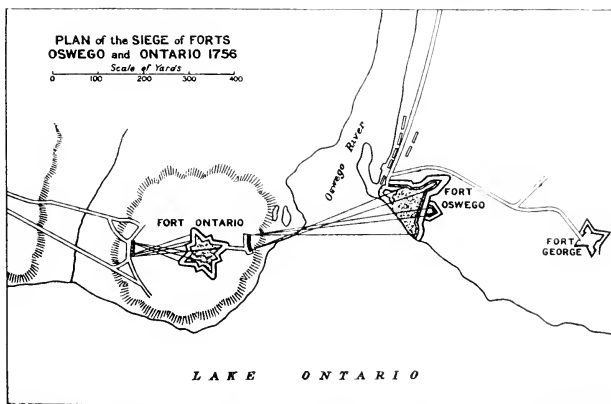 PLAN of the SIEGE of FORTS
OSWEGO and ONTARIO 1756
Scale of Yards
0 100 200 300 400
Oswego River
FORT ONTARIO
FORT
OSWEGO
FORT
GEORGE
LAKE ONTARIO